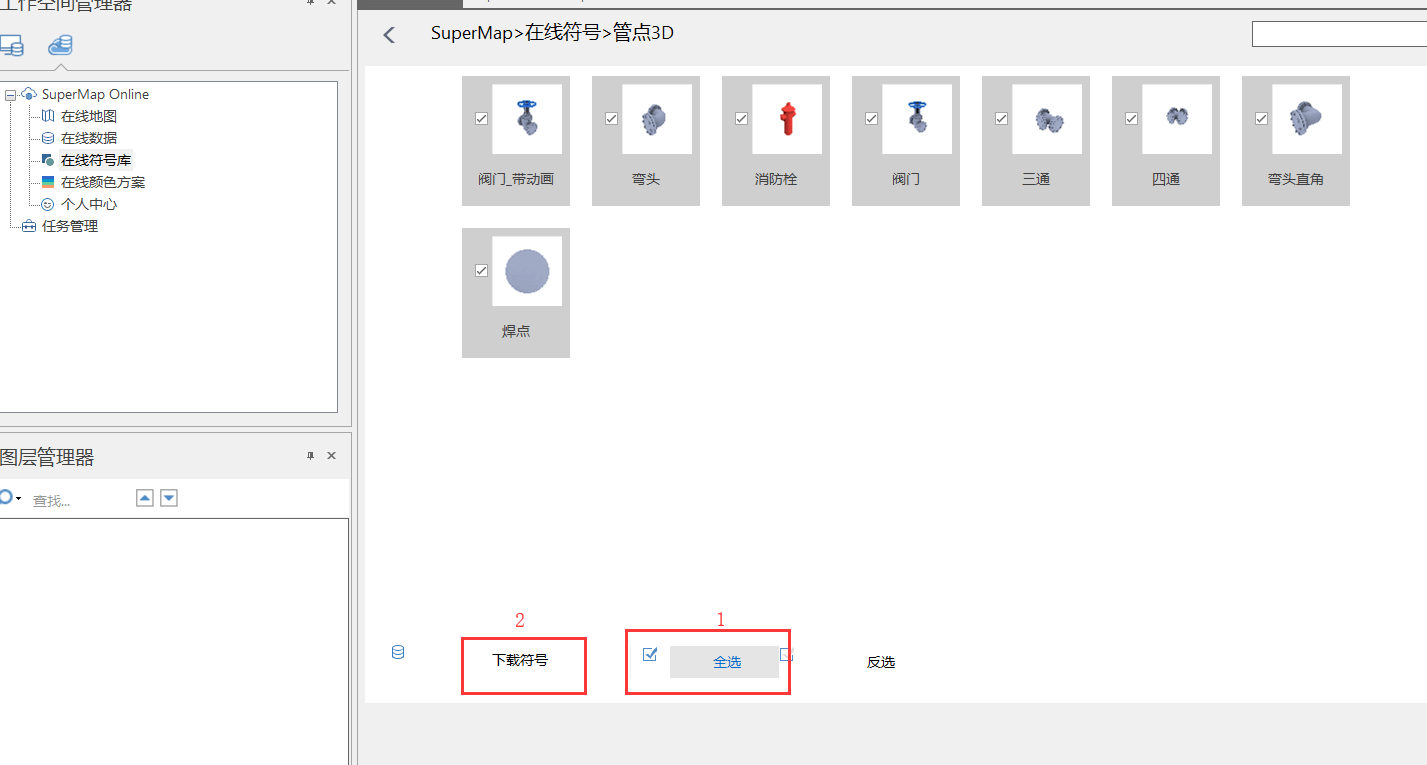 工作空间管理器
SuperMap Online
在线地图
在线数据
在线符号库
在线颜色方案
个人中心
任务管理
图层管理器
查找...
SuperMap>在线符号>管点3D
阀门_带动画
弯头
消防栓
阀门
三通
四通
弯头直角
焊点
2
1
下载符号
全选
反选